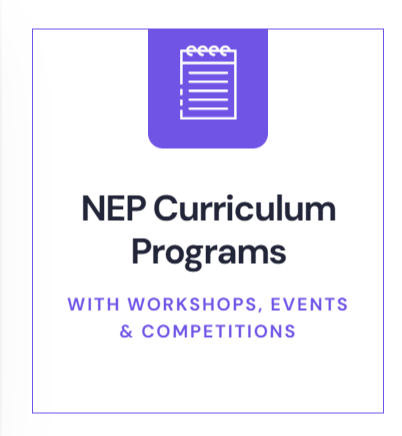 NEP Curriculum
Programs
WITH WORKSHOPS, EVENTS
& COMPETITIONS